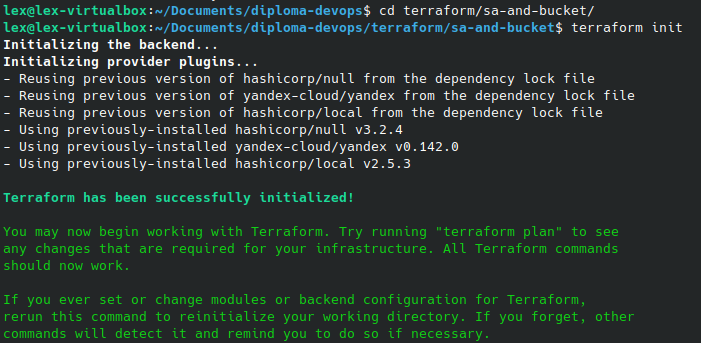 lex@lex-virtualbox:~/Documents/diploma-devops$ cd terraform/sa-and-bucket/
lex@lex-virtualbox:~/Documents/diploma-devops/terraform/sa-and-bucket$ terraform init
Initializing the backend...
Initializing provider plugins...
- Reusing previous version of hashicorp/null from the dependency lock file
- Reusing previous version of yandex-cloud/yandex from the dependency lock file
- Reusing previous version of hashicorp/local from the dependency lock file
- Using previously-installed hashicorp/null v3.2.4
- Using previously-installed yandex-cloud/yandex v0.142.0
- Using previously-installed hashicorp/local v2.5.3
Terraform has been successfully initialized!
You may now begin working with Terraform. Try running "terraform plan" to see
any changes that are required for your infrastructure. All Terraform commands
should now work.
If you ever set or change modules or backend configuration for Terraform,
rerun this command to reinitialize your working directory. If you forget, other
commands will detect it and remind you to do so if necessary.